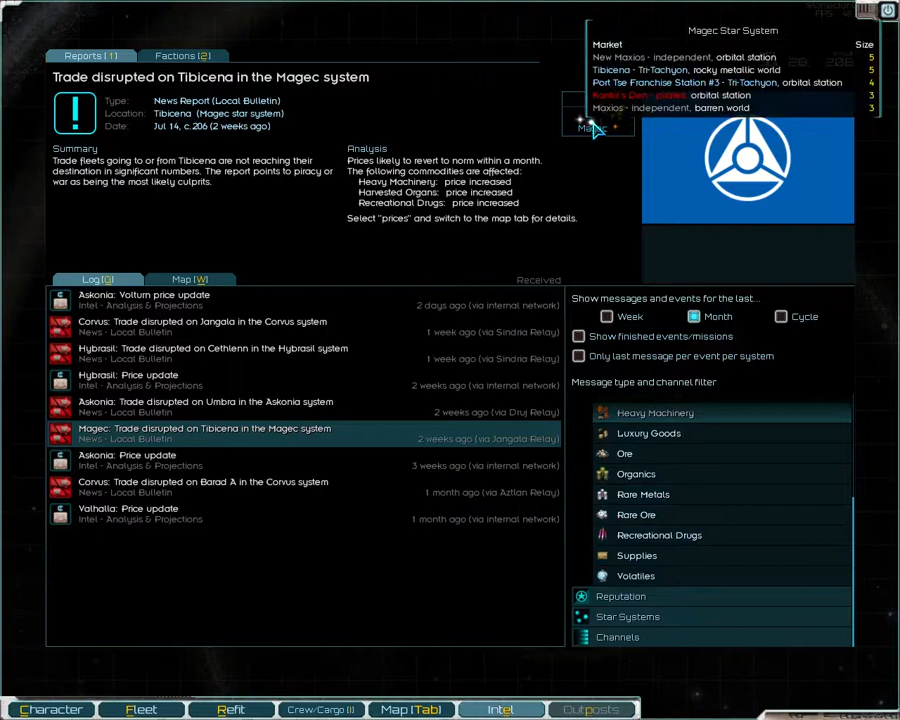 Reports [1]
Factions [2]
Trade disrupted on Tibicena in the Magec system
Type: News Report (Local Bulletin)
Location: Tibicena (Magec star system)
Date: Jul 14, c.206 (2 weeks ago)
Magec Star System
Market Size
New Maxios - independent, orbital station 5
Tibicena - Tri-Tachyon, rocky metallic world 5
Port Tse Franchise Station #3 - Tri-Tachyon, orbital station 4
Kanta's Den - pirates, orbital station 3
Maxios - independent, barren world 3
Magec
Summary
Trade fleets going to or from Tibicena are not reaching their
destination in significant numbers. The report points to piracy or
war as being the most likely culprits.
Analysis
Prices likely to revert to norm within a month.
The following commodities are affected:
Heavy Machinery: price increased
Harvested Organs: price increased
Recreational Drugs: price increased
Select "prices" and switch to the map tab for details.
Log [Q]
Map [W]
Received
Askonia: Volturn price update
Intel - Analysis & Projections 2 days ago (via internal network)
Corvus: Trade disrupted on Jangala in the Corvus system
News - Local Bulletin 1 week ago (via Sindria Relay)
Hybrasil: Trade disrupted on Cethlenn in the Hybrasil system
News - Local Bulletin 1 week ago (via Sindria Relay)
Hybrasil: Price update
Intel - Analysis & Projections 2 weeks ago (via internal network)
Askonia: Trade disrupted on Umbra in the Askonia system
News - Local Bulletin 2 weeks ago (via Druj Relay)
Magec: Trade disrupted on Tibicena in the Magec system
News - Local Bulletin 2 weeks ago (via Jangala Relay)
Askonia: Price update
Intel - Analysis & Projections 3 weeks ago (via internal network)
Corvus: Trade disrupted on Barad A in the Corvus system
News - Local Bulletin 1 month ago (via Aztlan Relay)
Valhalla: Price update
Intel - Analysis & Projections 1 month ago (via internal network)
Show messages and events for the last...
Week Month Cycle
Show finished events/missions
Only last message per event per system
Message type and channel filter
Heavy Machinery
Luxury Goods
Ore
Organics
Rare Metals
Rare Ore
Recreational Drugs
Supplies
Volatiles
Reputation
Star Systems
Channels
Character
Fleet
Refit
Crew/Cargo [I]
Map [Tab]
Intel
Outposts